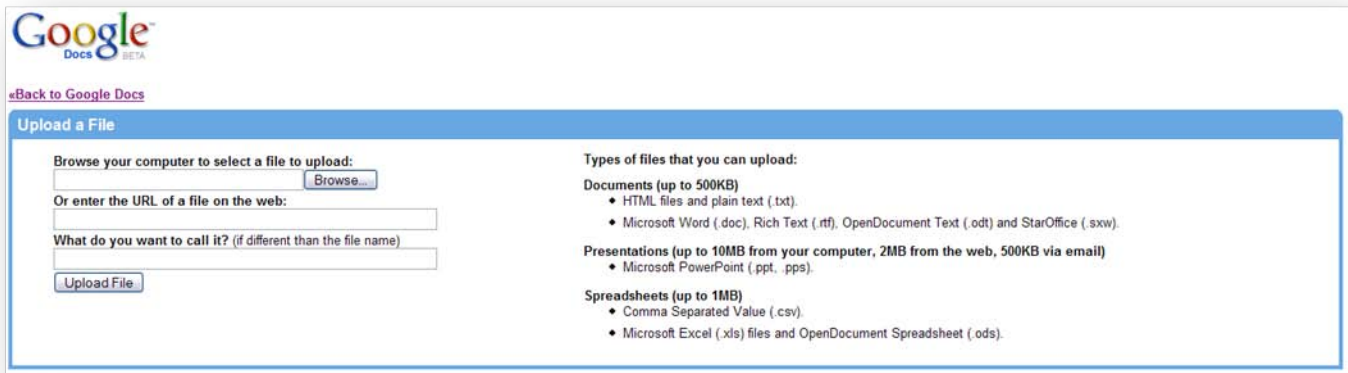 Google™
Docs BETA
«Back to Google Docs
Upload a File
Browse your computer to select a file to upload:
Browse...
Or enter the URL of a file on the web:
What do you want to call it? (if different than the file name)
Upload File
Types of files that you can upload:
Documents (up to 500KB)
◆ HTML files and plain text (.txt).
◆ Microsoft Word (.doc), Rich Text (.rtf), OpenDocument Text (.odt) and StarOffice (.sxw).
Presentations (up to 10MB from your computer, 2MB from the web, 500KB via email)
◆ Microsoft PowerPoint (.ppt, .pps).
Spreadsheets (up to 1MB)
◆ Comma Separated Value (.csv).
◆ Microsoft Excel (.xls) files and OpenDocument Spreadsheet (.ods).